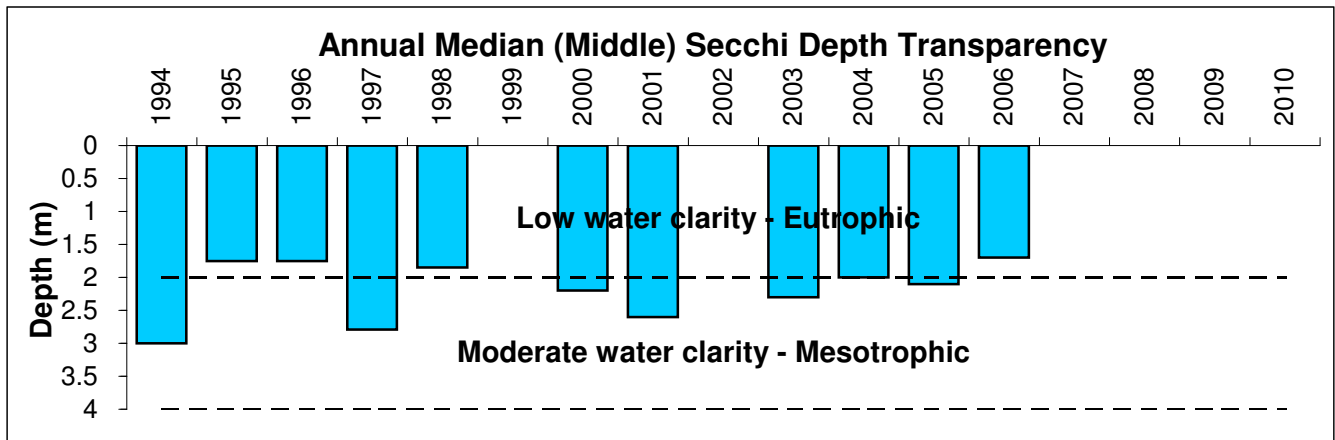 Annual Median (Middle) Secchi Depth Transparency
1994 1995 1996 1997 1998 1999 2000 2001 2002 2003 2004 2005 2006 2007 2008 2009 2010
Depth (m)
0
0.5
1
1.5
2
2.5
3
3.5
4
Low water clarity - Eutrophic
Moderate water clarity - Mesotrophic